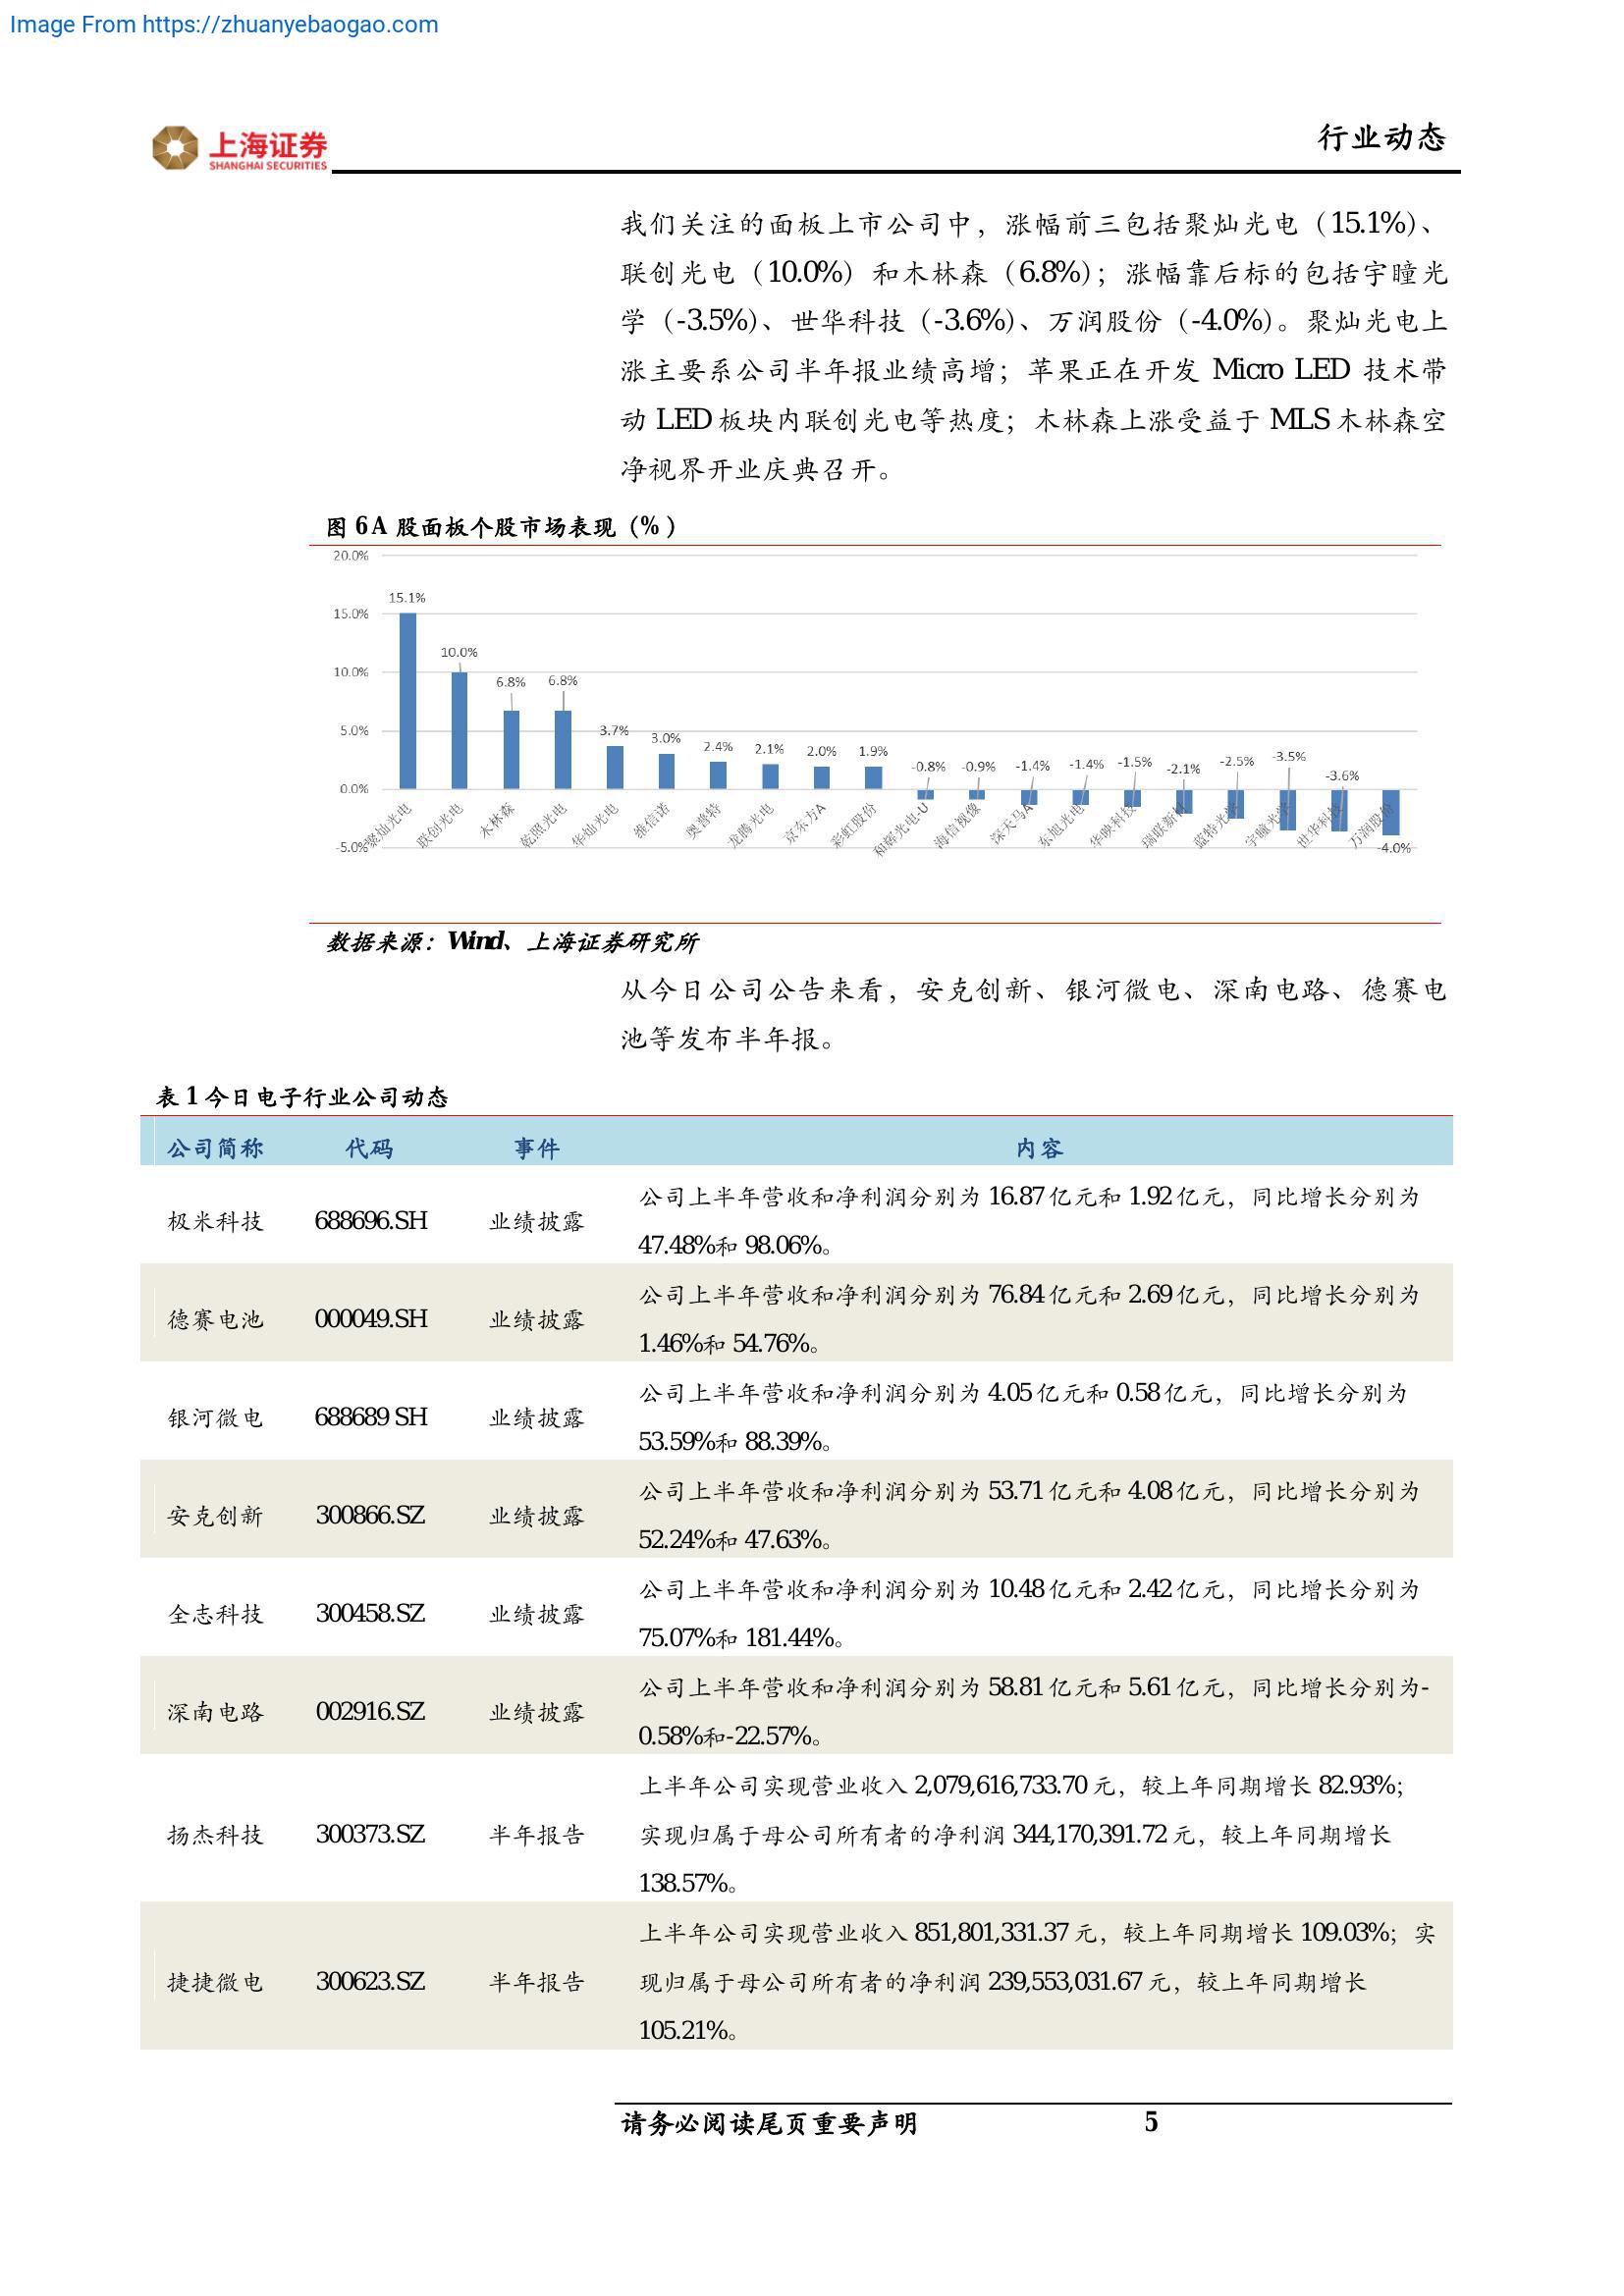 Image From https://zhuanyebaogao.com
上海证券
SHANGHAI SECURITIES
行业动态
我们关注的面板上市公司中，涨幅前三包括聚灿光电（15.1%）、
联创光电（10.0%）和木林森（6.8%）；涨幅靠后标的包括宇瞳光
学（-3.5%）、世华科技（-3.6%）、万润股份（-4.0%）。聚灿光电上
涨主要系公司半年报业绩高增；苹果正在开发 Micro LED 技术带
动 LED 板块内联创光电等热度；木林森上涨受益于 MLS 木林森空
净视界开业庆典召开。
图 6A 股面板个股市场表现（%）
20.0%
15.0%
10.0%
5.0%
0.0%
-5.0%
15.1%
10.0%
6.8%
6.8%
3.7%
3.0%
2.4%
2.1%
2.0%
1.9%
-0.8%
-0.9%
-1.4%
-1.4%
-1.5%
-2.1%
-2.5%
-3.5%
-3.6%
-4.0%
聚灿光电
联创光电
木林森
乾照光电
华灿光电
维信诺
奥普特
龙腾光电
京东方A
彩虹股份
和辉光电-U
海信视像
深天马A
东旭光电
华映科技
瑞联新材
蓝特光学
宇瞳光学
世华科技
万润股份
数据来源：Wind、上海证券研究所
从今日公司公告来看，安克创新、银河微电、深南电路、德赛电
池等发布半年报。
表 1 今日电子行业公司动态
公司简称 代码 事件 内容
公司上半年营收和净利润分别为 16.87 亿元和 1.92 亿元，同比增长分别为
极米科技 688696.SH 业绩披露
47.48%和 98.06%。
公司上半年营收和净利润分别为 76.84 亿元和 2.69 亿元，同比增长分别为
德赛电池 000049.SH 业绩披露
1.46%和 54.76%。
公司上半年营收和净利润分别为 4.05 亿元和 0.58 亿元，同比增长分别为
银河微电 688689 SH 业绩披露
53.59%和 88.39%。
公司上半年营收和净利润分别为 53.71 亿元和 4.08 亿元，同比增长分别为
安克创新 300866.SZ 业绩披露
52.24%和 47.63%。
公司上半年营收和净利润分别为 10.48 亿元和 2.42 亿元，同比增长分别为
全志科技 300458.SZ 业绩披露
75.07%和 181.44%。
公司上半年营收和净利润分别为 58.81 亿元和 5.61 亿元，同比增长分别为-
深南电路 002916.SZ 业绩披露
0.58%和-22.57%。
上半年公司实现营业收入 2,079,616,733.70 元，较上年同期增长 82.93%；
扬杰科技 300373.SZ 半年报告 实现归属于母公司所有者的净利润 344,170,391.72 元，较上年同期增长
138.57%。
上半年公司实现营业收入 851,801,331.37 元，较上年同期增长 109.03%；实
捷捷微电 300623.SZ 半年报告 现归属于母公司所有者的净利润 239,553,031.67 元，较上年同期增长
105.21%。
请务必阅读尾页重要声明 5